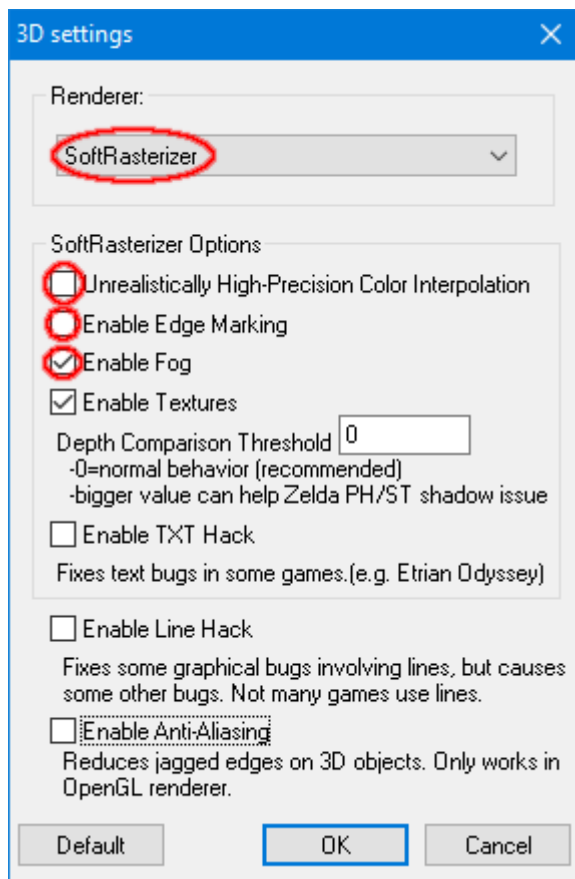 3D settings
Renderer:
SoftRasterizer
SoftRasterizer Options
Unrealistically High-Precision Color Interpolation
Enable Edge Marking
Enable Fog
Enable Textures
Depth Comparison Threshold 0
-0=normal behavior (recommended)
-bigger value can help Zelda PH/ST shadow issue
Enable TXT Hack
Fixes text bugs in some games.(e.g. Etrian Odyssey)
Enable Line Hack
Fixes some graphical bugs involving lines, but causes
some other bugs. Not many games use lines.
Enable Anti-Aliasing
Reduces jagged edges on 3D objects. Only works in
OpenGL renderer.
Default OK Cancel